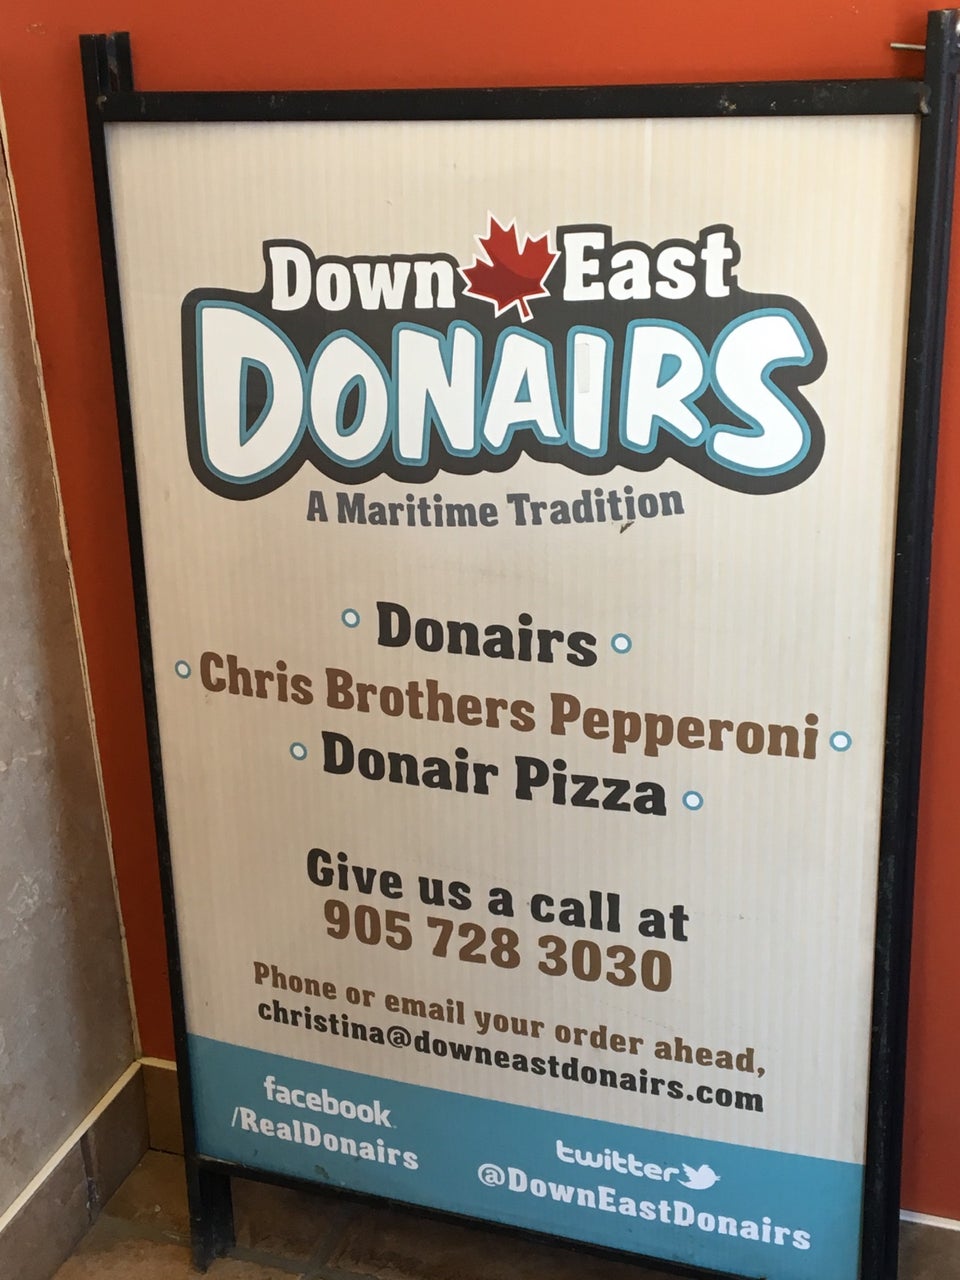 Down East
DONAIRS
A Maritime Tradition
Donairs
Chris Brothers Pepperoni
Donair Pizza
Give us a call at
905 728 3030
Phone or email your order ahead,
christina@downeastdonairs.com
facebook
/RealDonairs
twitter
@DownEastDonairs